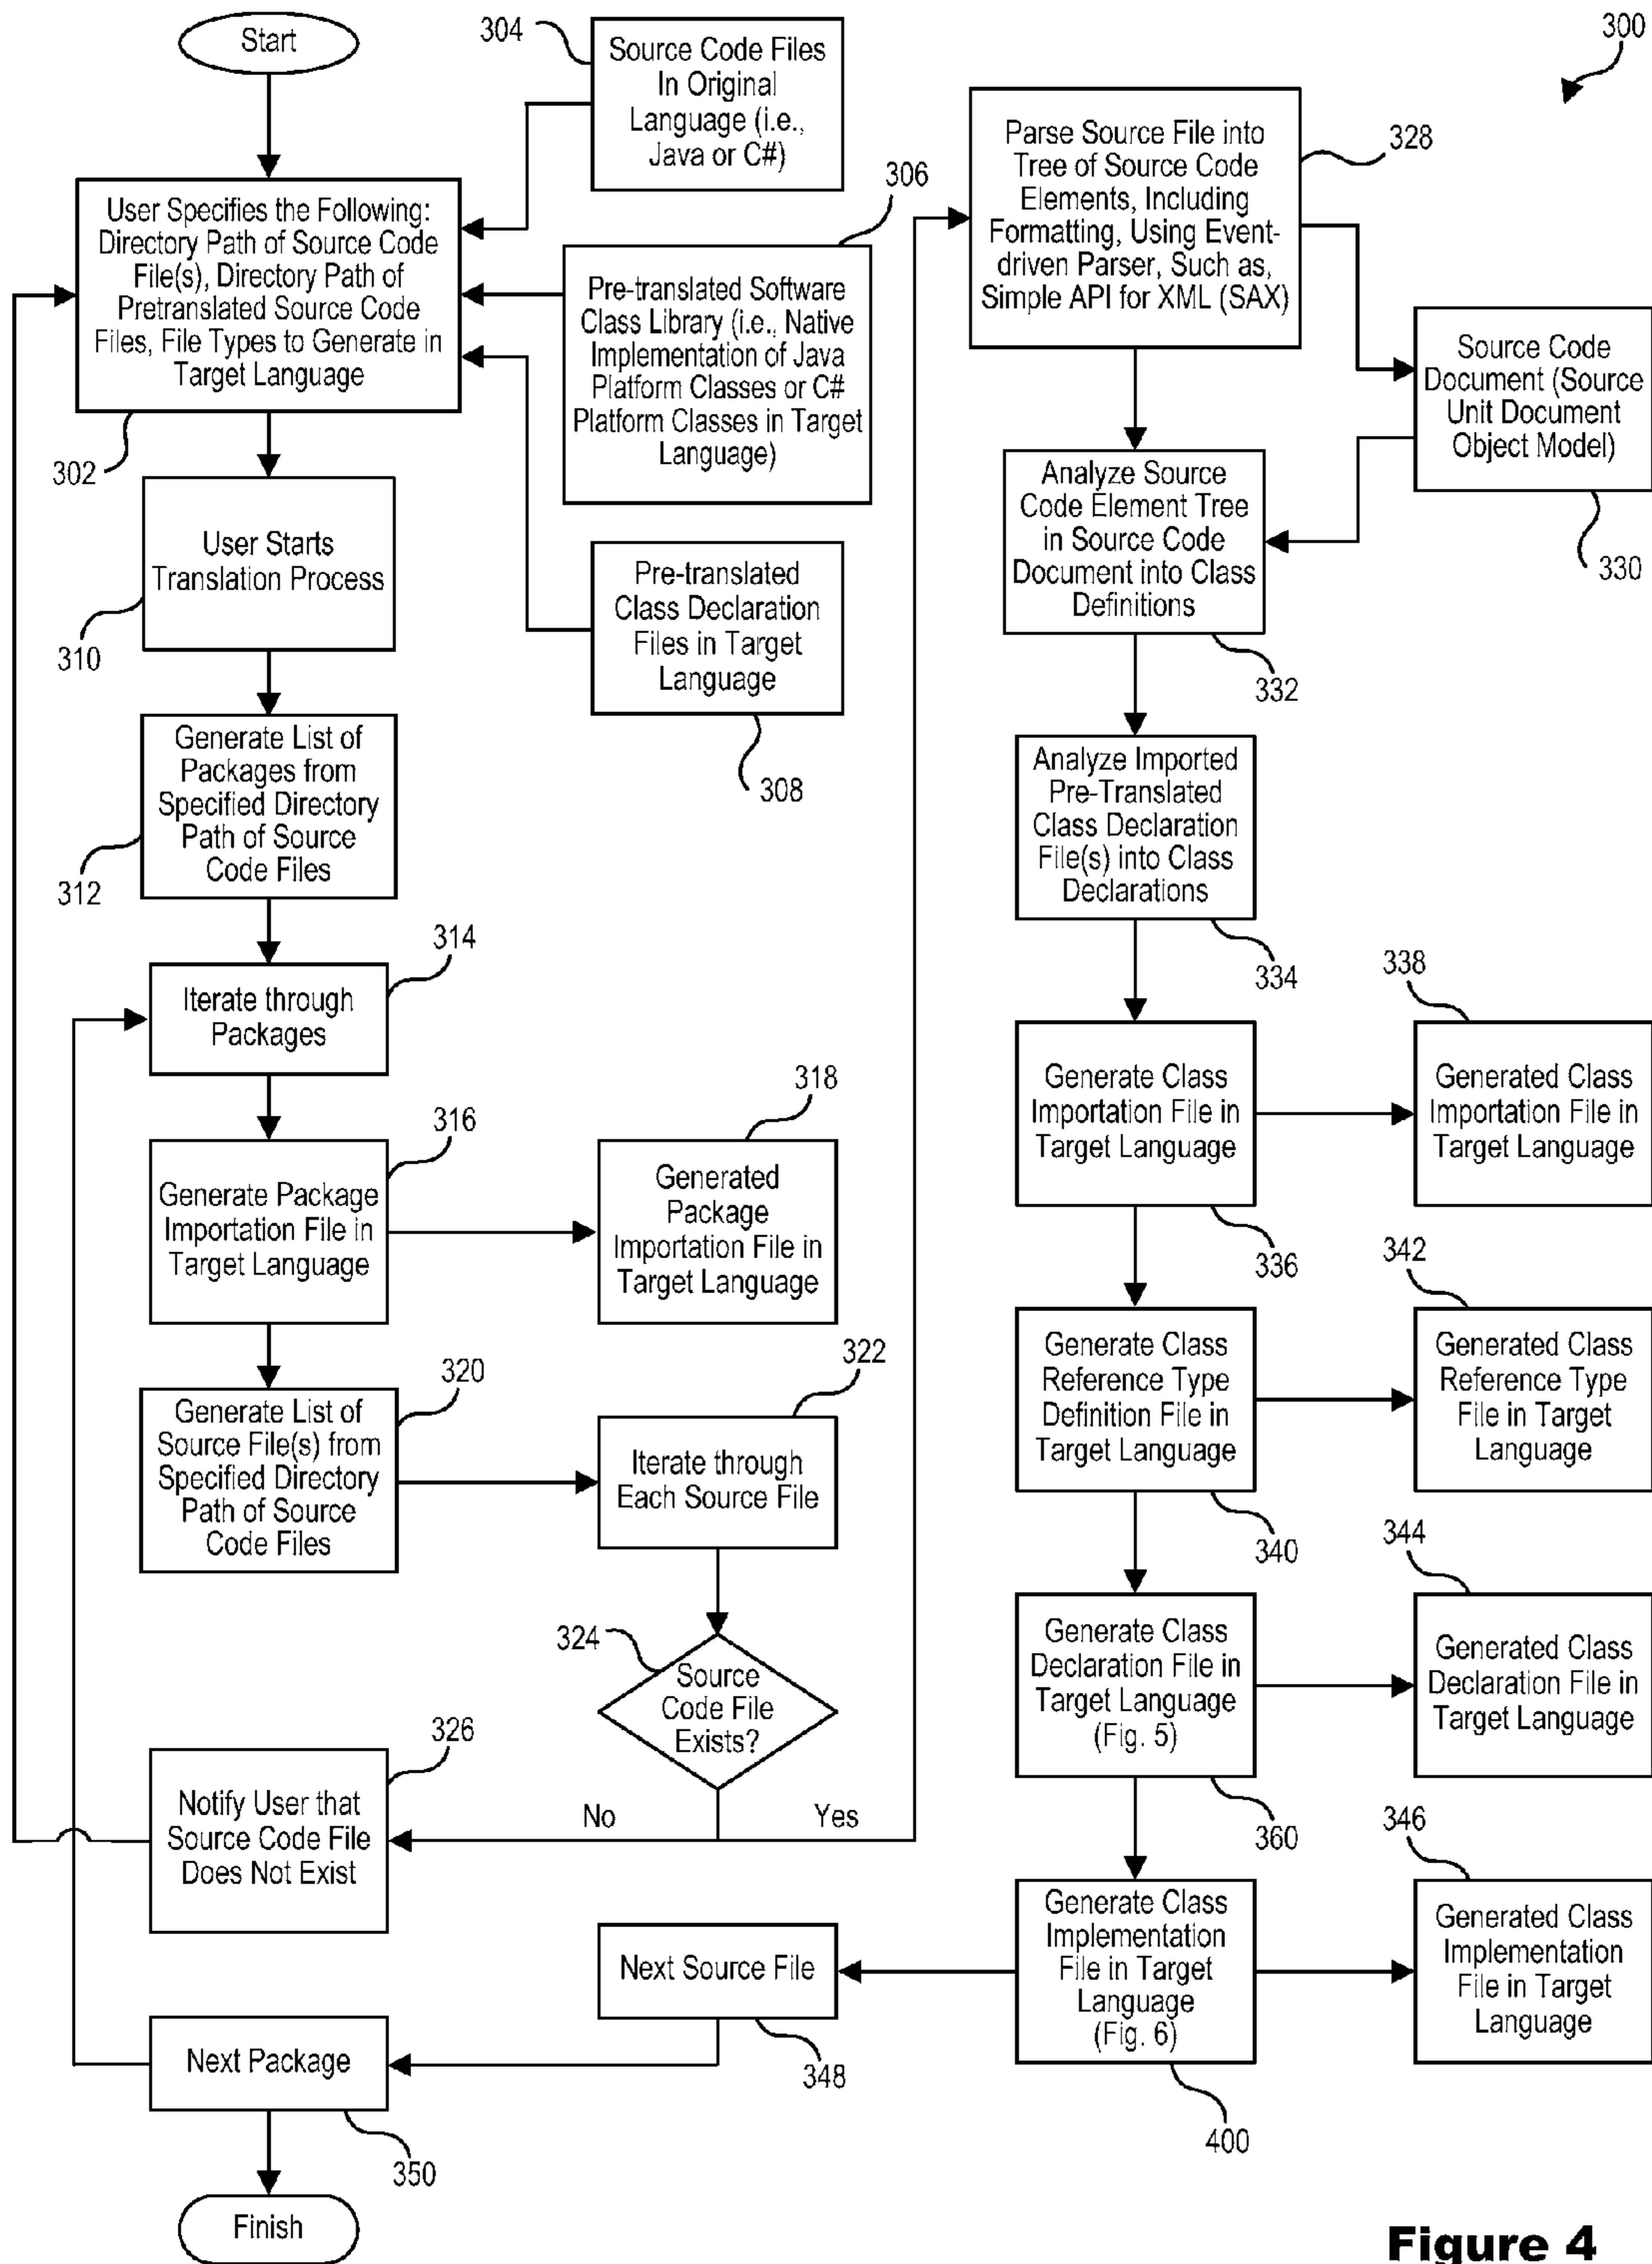 Start
304
Source Code Files
In Original
Language (i.e.,
Java or C#)
300
User Specifies the Following:
Directory Path of Source Code
File(s), Directory Path of
Pretranslated Source Code
Files, File Types to Generate in
Target Language
302
306
Pre-translated Software
Class Library (i.e., Native
Implementation of Java
Platform Classes or C#
Platform Classes in Target
Language)
Pre-translated
Class Declaration
Files in Target
Language
308
User Starts
Translation Process
310
Generate List of
Packages from
Specified Directory
Path of Source
Code Files
312
314
Iterate through
Packages
316
Generate Package
Importation File in
Target Language
318
Generated
Package
Importation File in
Target Language
320
Generate List of
Source File(s) from
Specified Directory
Path of Source
Code Files
322
Iterate through
Each Source File
324
Source
Code File
Exists?
No
Yes
326
Notify User that
Source Code File
Does Not Exist
Parse Source File into
Tree of Source Code
Elements, Including
Formatting, Using Event-
driven Parser, Such as,
Simple API for XML (SAX)
328
Source Code
Document (Source
Unit Document
Object Model)
330
Analyze Source
Code Element Tree
in Source Code
Document into Class
Definitions
332
Analyze Imported
Pre-Translated
Class Declaration
File(s) into Class
Declarations
334
Generate Class
Importation File in
Target Language
336
338
Generated Class
Importation File in
Target Language
Generate Class
Reference Type
Definition File in
Target Language
340
342
Generated Class
Reference Type
File in Target
Language
Generate Class
Declaration File in
Target Language
(Fig. 5)
360
344
Generated Class
Declaration File in
Target Language
Generate Class
Implementation
File in Target
Language
(Fig. 6)
400
346
Generated Class
Implementation
File in Target
Language
Next Source File
348
Next Package
350
Finish
Figure 4